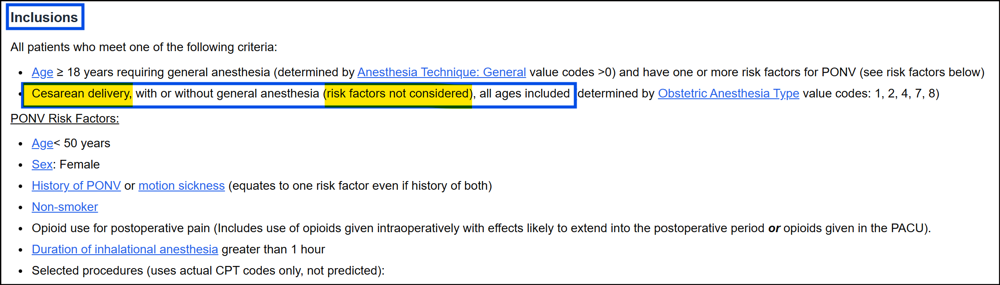 Inclusions
All patients who meet one of the following criteria:
• Age ≥ 18 years requiring general anesthesia (determined by Anesthesia Technique: General value codes >0) and have one or more risk factors for PONV (see risk factors below)
• Cesarean delivery, with or without general anesthesia (risk factors not considered), all ages included (determined by Obstetric Anesthesia Type value codes: 1, 2, 4, 7, 8)
PONV Risk Factors:
• Age< 50 years
• Sex: Female
• History of PONV or motion sickness (equates to one risk factor even if history of both)
• Non-smoker
• Opioid use for postoperative pain (Includes use of opioids given intraoperatively with effects likely to extend into the postoperative period or opioids given in the PACU).
• Duration of inhalational anesthesia greater than 1 hour
• Selected procedures (uses actual CPT codes only, not predicted):